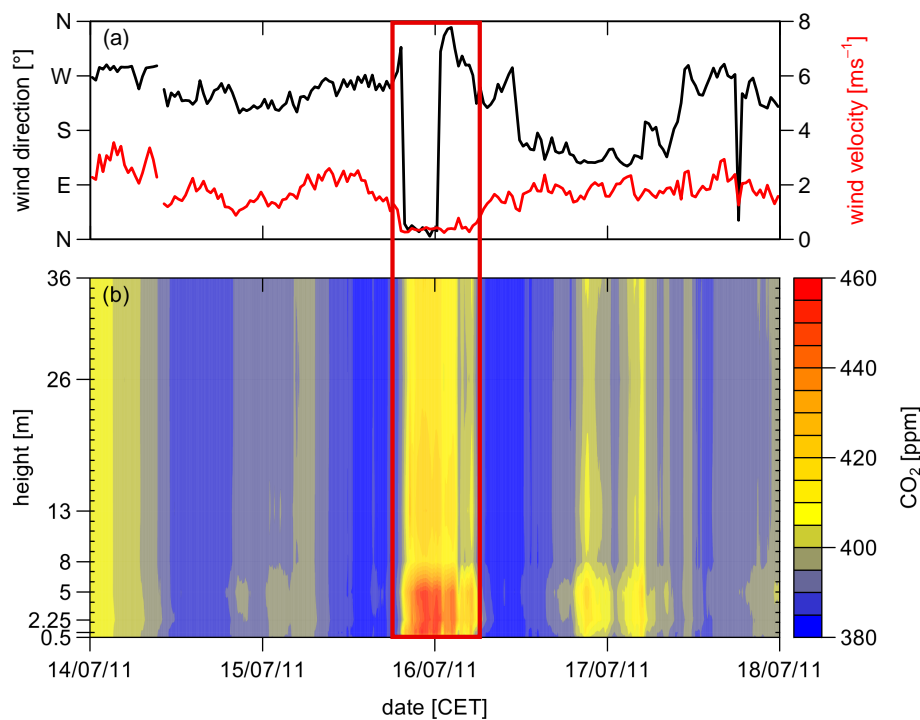 (a)
N
W
S
E
N
wind direction [°]
8
6
4
2
0
wind velocity [ms⁻¹]
(b)
36
26
13
8
5
2.25
0.5
height [m]
14/07/11
15/07/11
16/07/11
17/07/11
18/07/11
date [CET]
460
440
420
400
380
CO₂ [ppm]